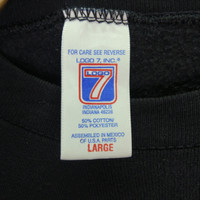 FOR CARE SEE REVERSE
LOGO 7, INC.®
LOGO
7
INDIANAPOLIS
INDIANA 46236
50% COTTON/
50% POLYESTER
ASSEMBLED IN MEXICO
OF U.S.A. PARTS
LARGE